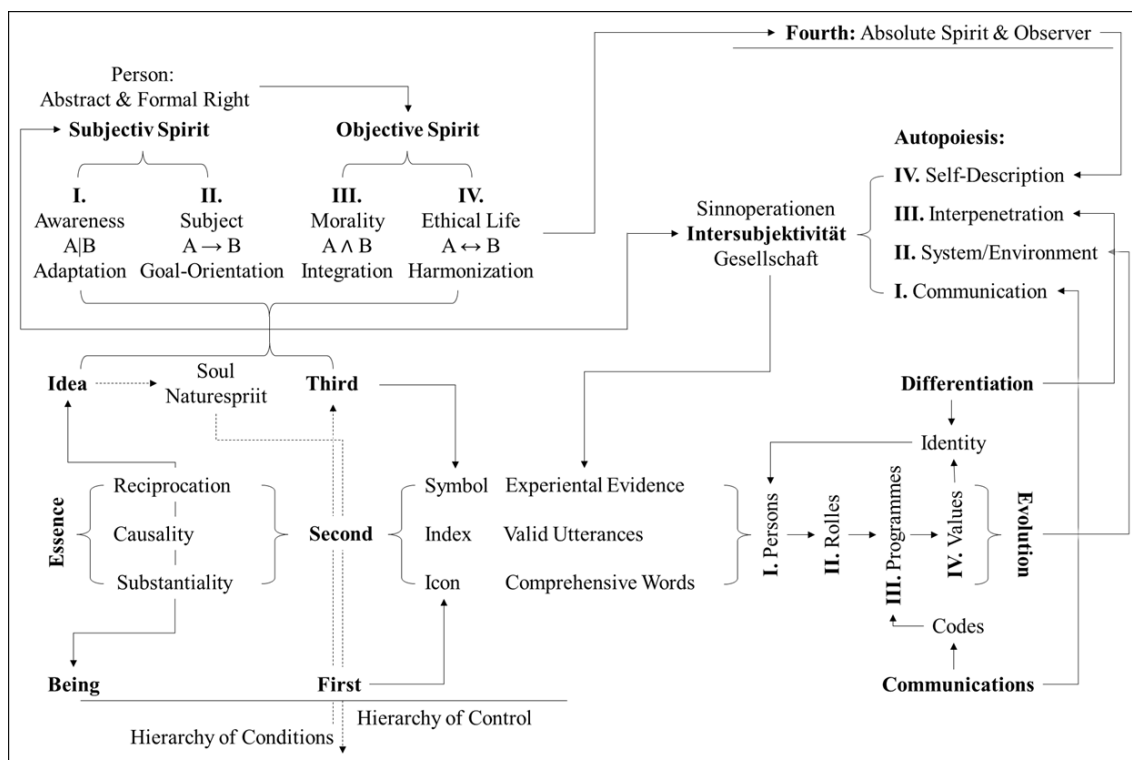 Fourth: Absolute Spirit & Observer
Person:
Abstract & Formal Right
Subjectiv Spirit
Objective Spirit
I.
Awareness
A|B
Adaptation
II.
Subject
A → B
Goal-Orientation
III.
Morality
A ∧ B
Integration
IV.
Ethical Life
A ↔ B
Harmonization
Sinnoperationen
Intersubjektivität
Gesellschaft
Autopoiesis:
IV. Self-Description
III. Interpenetration
II. System/Environment
I. Communication
Idea
Soul
Naturespriit
Third
Differentiation
Identity
Essence
Reciprocation
Causality
Substantiality
Second
Symbol
Index
Icon
Experiental Evidence
Valid Utterances
Comprehensive Words
I. Persons
II. Rolles
III. Programmes
IV. Values
Evolution
Codes
Being
First
Communications
Hierarchy of Control
Hierarchy of Conditions